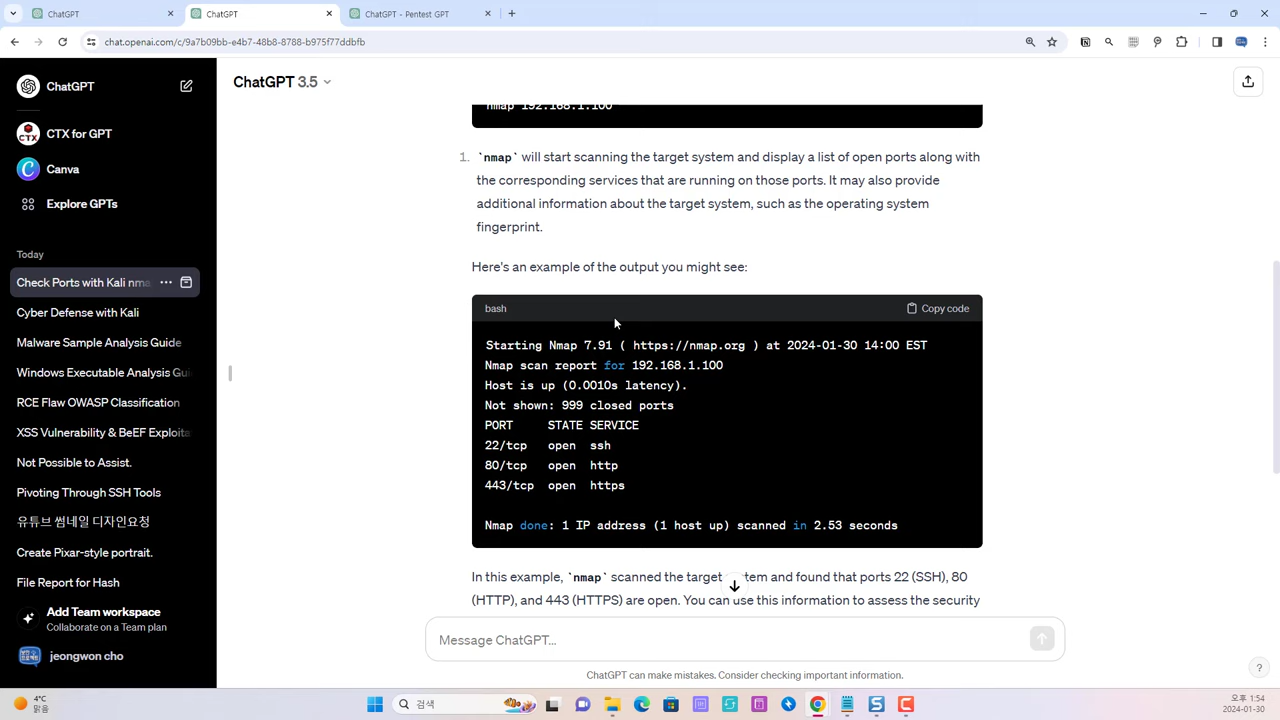 ChatGPT
ChatGPT
ChatGPT - Pentest GPT
chat.openai.com/c/9a7b09bb-e4b7-48b8-8788-b975f77ddbfb
ChatGPT
CTX
CTX for GPT
Canva
Explore GPTs
Today
Check Ports with Kali nma
Cyber Defense with Kali
Malware Sample Analysis Guide
Windows Executable Analysis Gui
RCE Flaw OWASP Classification
XSS Vulnerability & BeEF Exploita
Not Possible to Assist.
Pivoting Through SSH Tools
유튜브 썸네일 디자인요청
Create Pixar-style portrait.
File Report for Hash
Add Team workspace
Collaborate on a Team plan
jeongwon cho
ChatGPT 3.5
nmap 192.168.1.100
1. `nmap` will start scanning the target system and display a list of open ports along with
the corresponding services that are running on those ports. It may also provide
additional information about the target system, such as the operating system
fingerprint.
Here's an example of the output you might see:
bash
Copy code
Starting Nmap 7.91 ( https://nmap.org ) at 2024-01-30 14:00 EST
Nmap scan report for 192.168.1.100
Host is up (0.0010s latency).
Not shown: 999 closed ports
PORT STATE SERVICE
22/tcp open ssh
80/tcp open http
443/tcp open https
Nmap done: 1 IP address (1 host up) scanned in 2.53 seconds
In this example, `nmap` scanned the target system and found that ports 22 (SSH), 80
(HTTP), and 443 (HTTPS) are open. You can use this information to assess the security
Message ChatGPT...
ChatGPT can make mistakes. Consider checking important information.
?
4°C
맑음
검색
오후 1:54
2024-01-30